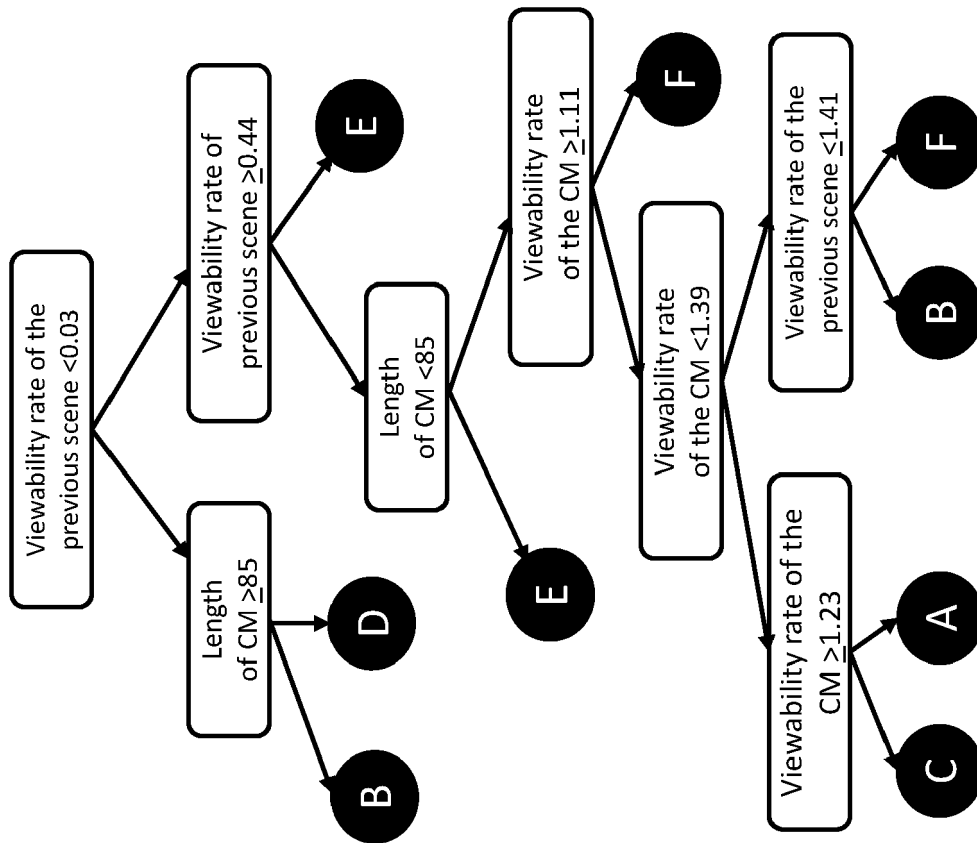 Viewability rate of the
previous scene <0.03
Length
of CM ≥85
Viewability rate of
previous scene ≥0.44
B
D
Length
of CM <85
E
E
Viewability rate
of the CM ≥1.11
Viewability rate
of the CM <1.39
F
Viewability rate of the
CM ≥1.23
Viewability rate of the
previous scene ≤1.41
C
A
B
F